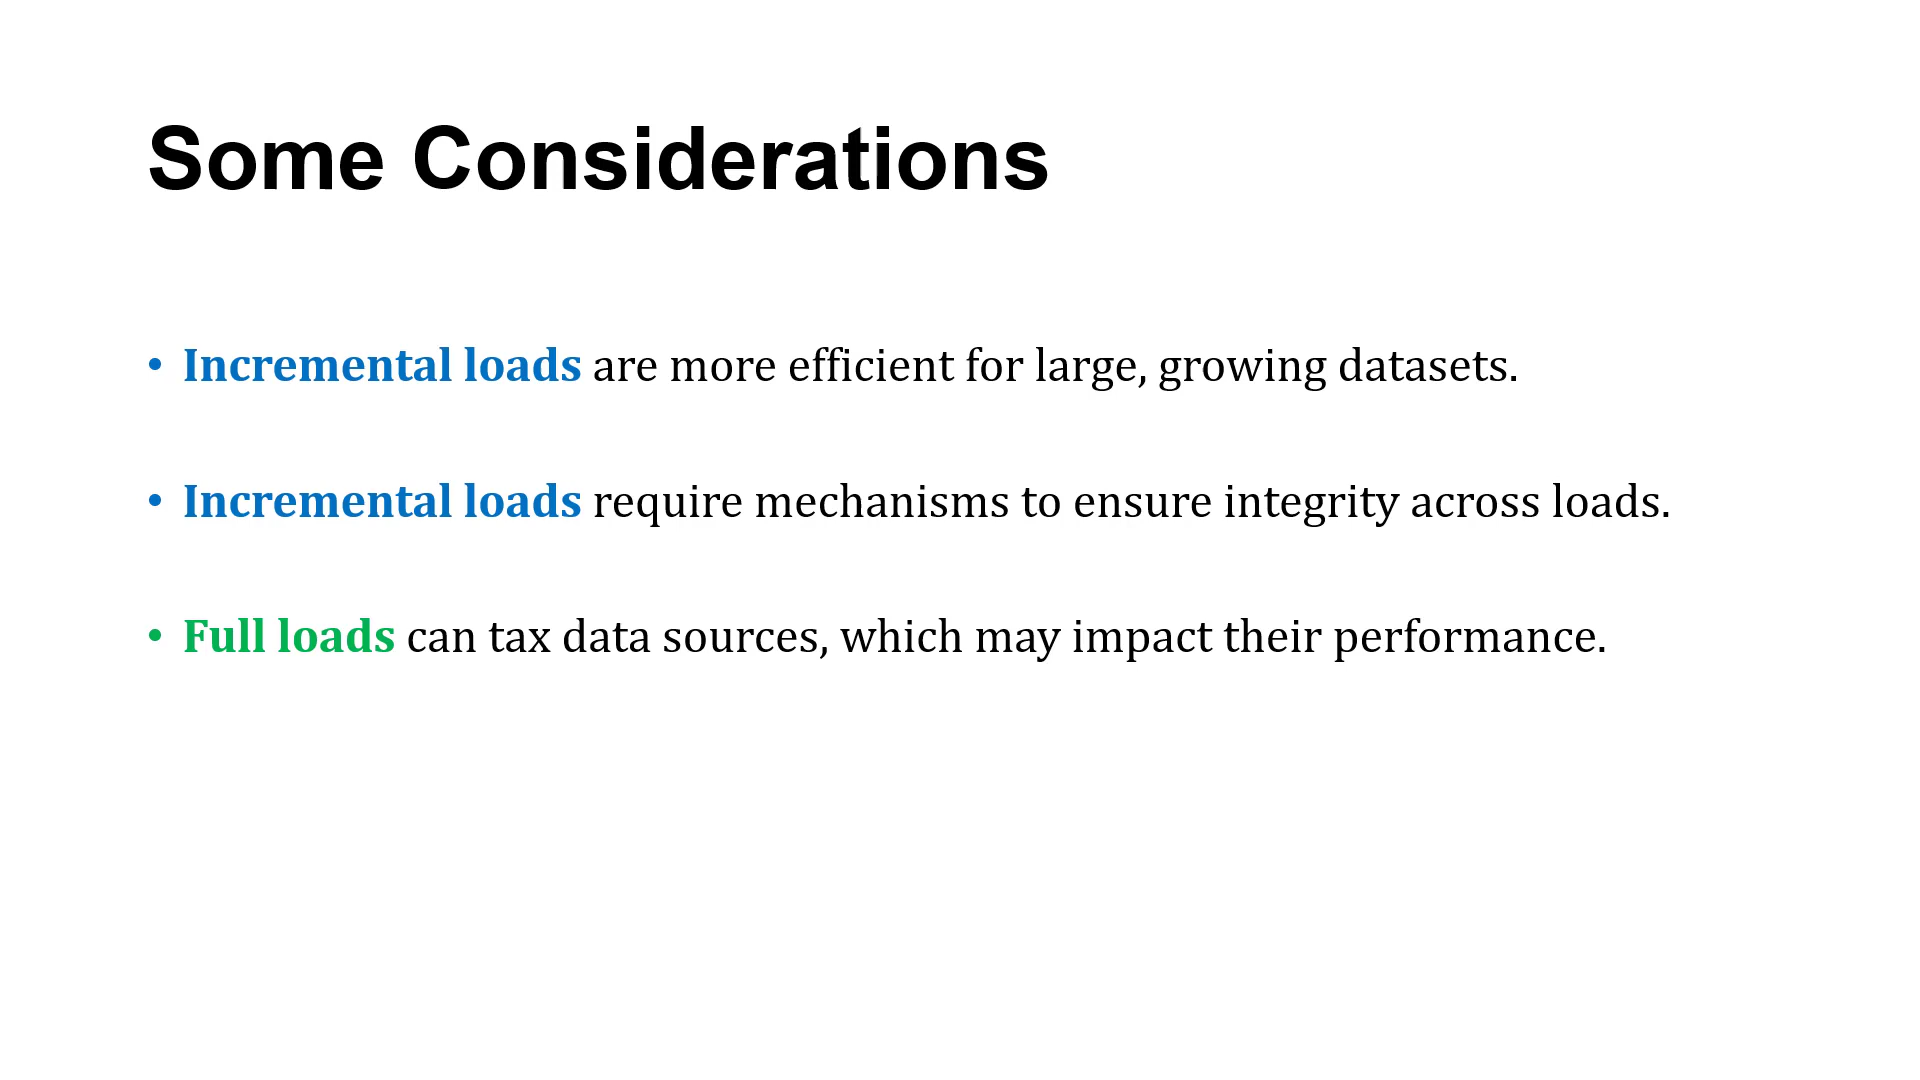 Some Considerations
• Incremental loads are more efficient for large, growing datasets.
• Incremental loads require mechanisms to ensure integrity across loads.
• Full loads can tax data sources, which may impact their performance.